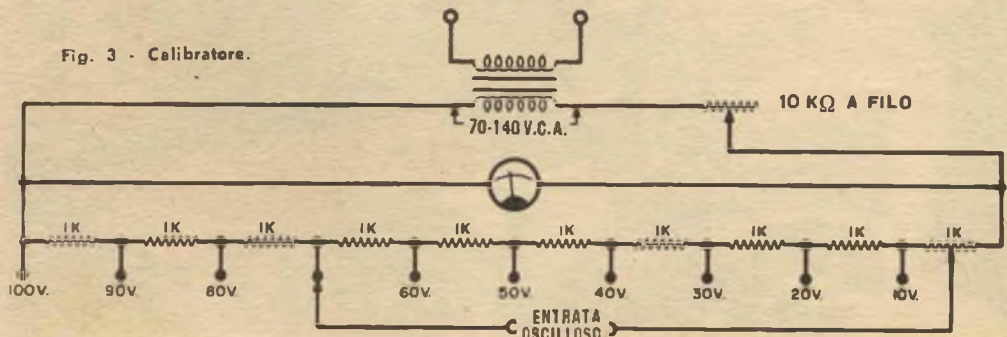 Fig. 3 - Calibratore.
70-140 V.C.A.
10 KΩ A FILO
1K 1K 1K 1K 1K 1K 1K 1K 1K 1K
100V. 90V. 80V. 60V. 50V. 40V. 30V. 20V. 10V.
ENTRATA
OSCILLOSO.